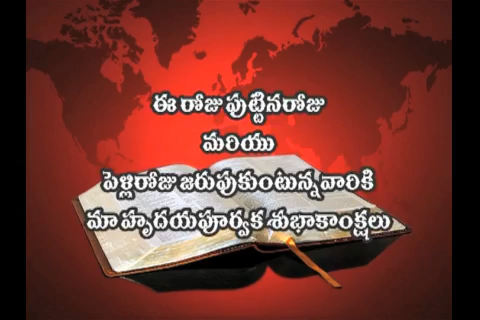 ఈ రోజు పుట్టినరోజు
మరియు
పెళ్లిరోజు జరుపుకుంటున్నవారికి
మా హృదయపూర్వక శుభాకాంక్షలు